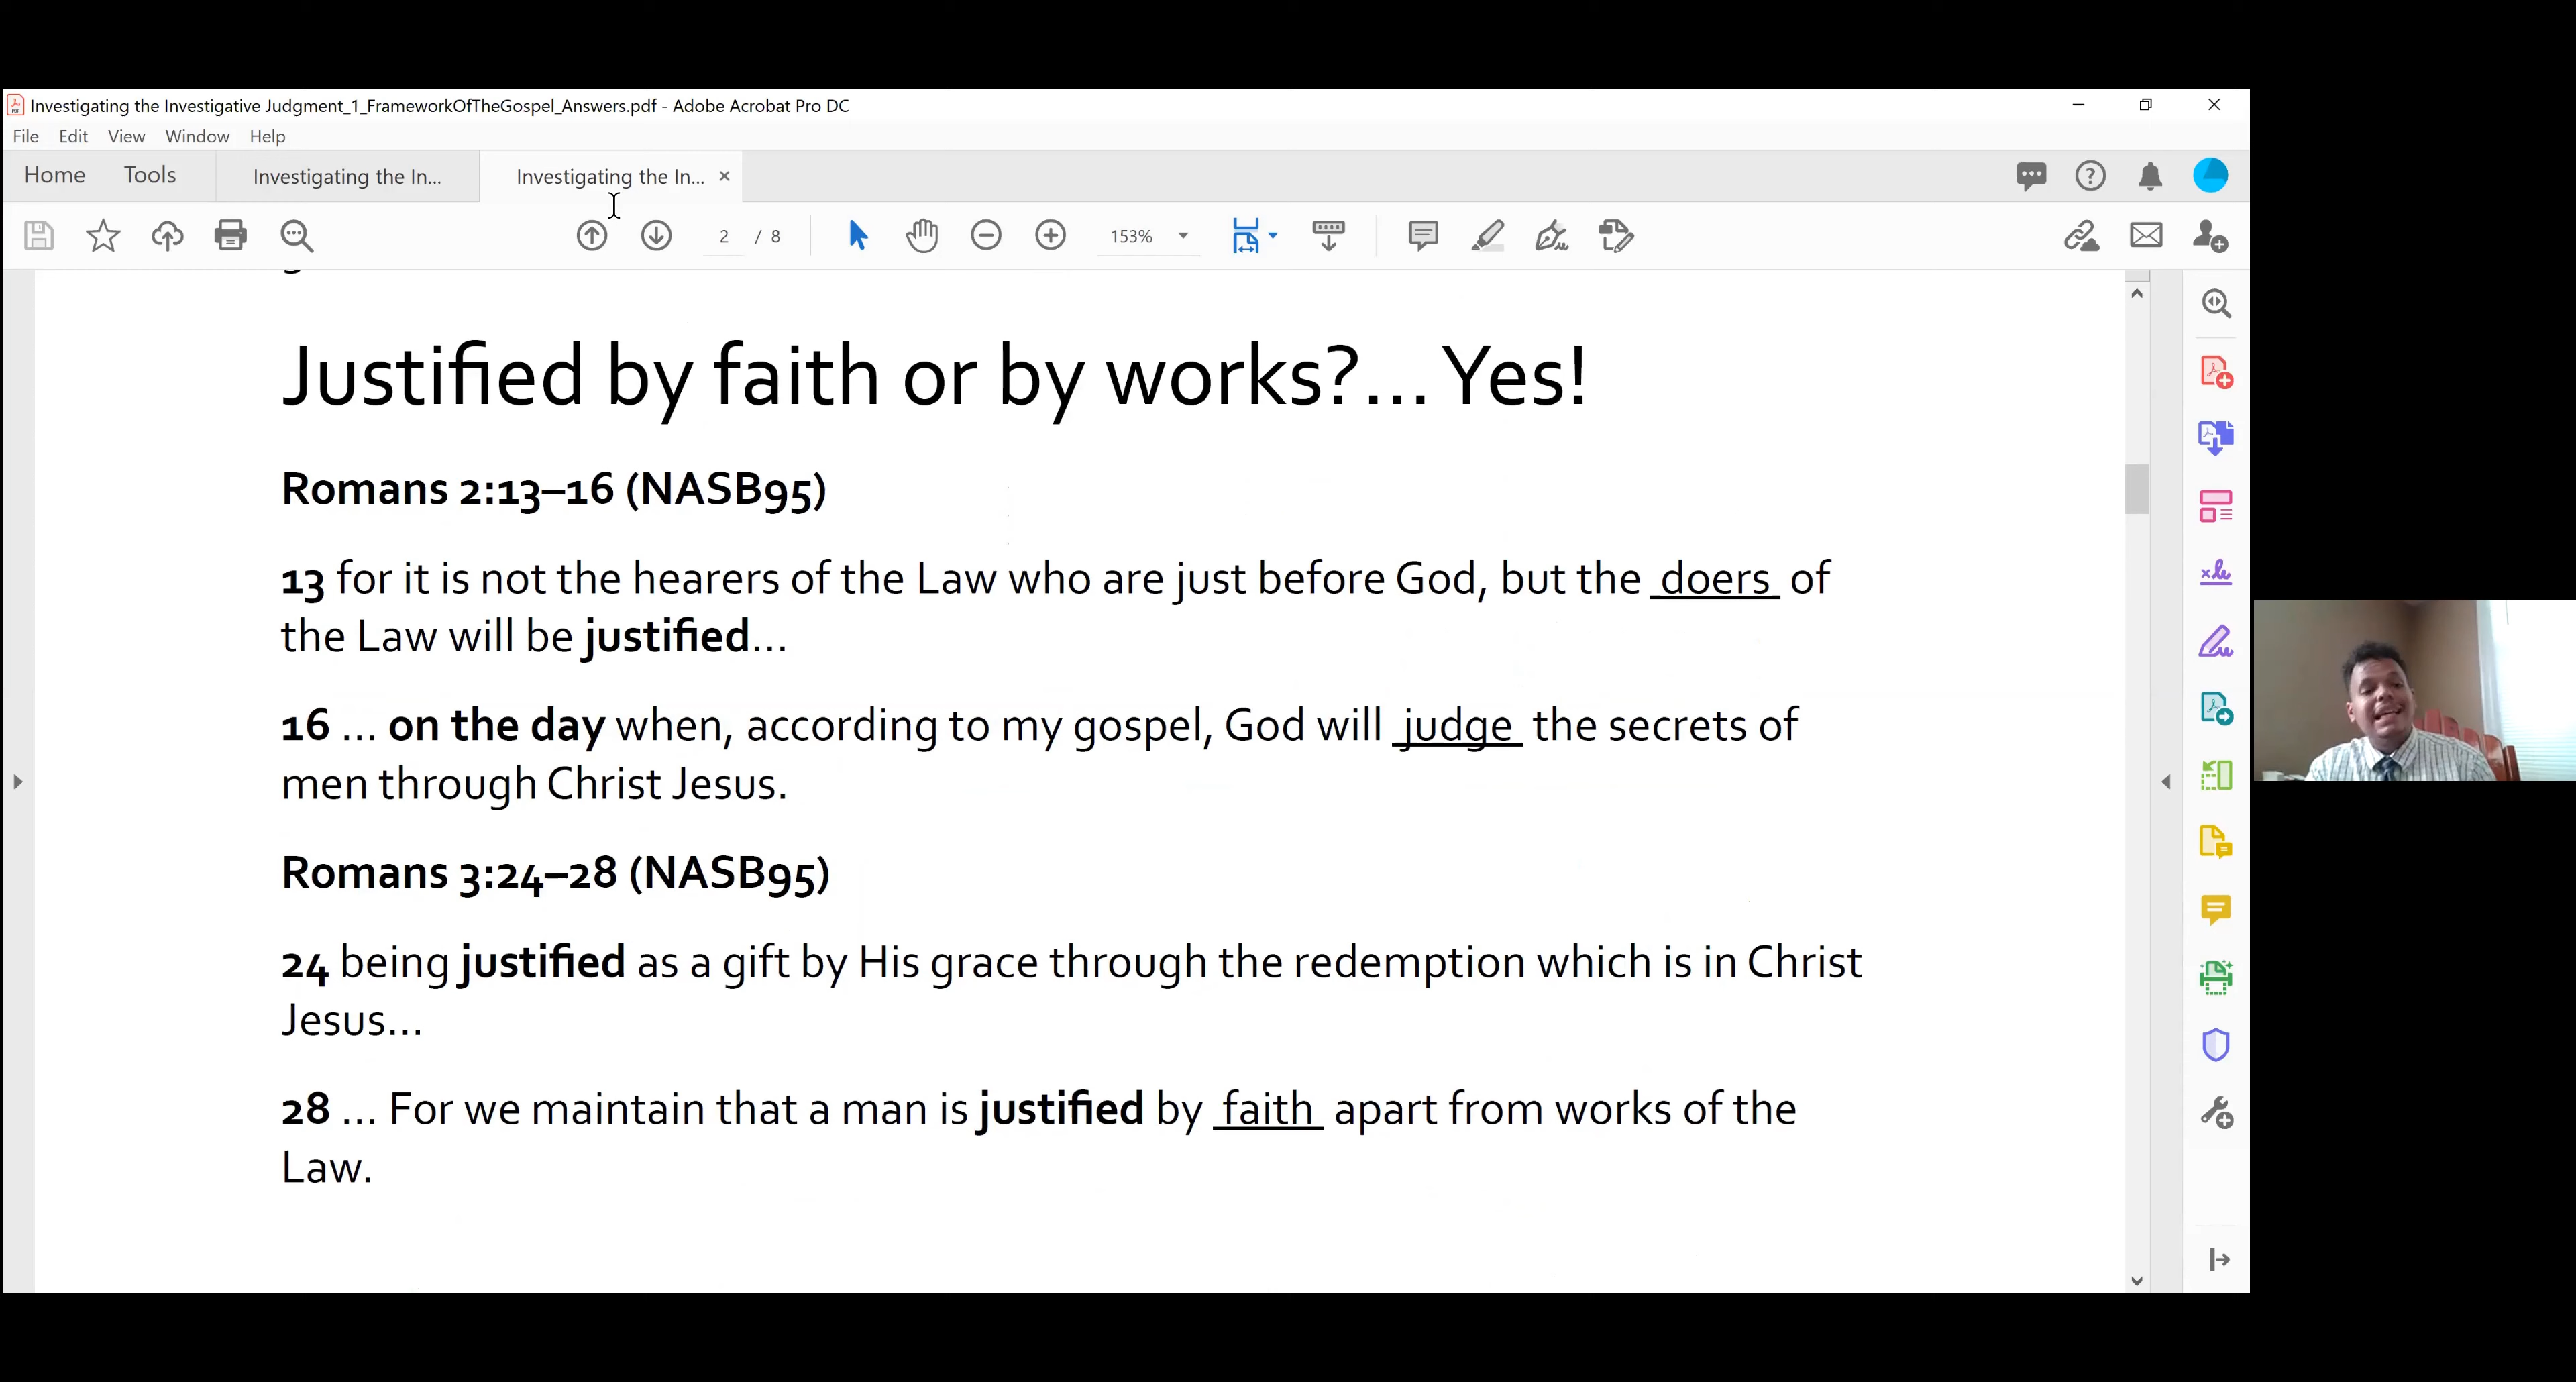 Investigating the Investigative Judgment_1_FrameworkOfTheGospel_Answers.pdf - Adobe Acrobat Pro DC
File Edit View Window Help
Home Tools Investigating the In... Investigating the In... ×
2 / 8 153%
Justified by faith or by works?... Yes!
Romans 2:13–16 (NASB95)
13 for it is not the hearers of the Law who are just before God, but the doers of
the Law will be justified...
16 ... on the day when, according to my gospel, God will judge the secrets of
men through Christ Jesus.
Romans 3:24–28 (NASB95)
24 being justified as a gift by His grace through the redemption which is in Christ
Jesus...
28 ... For we maintain that a man is justified by faith apart from works of the
Law.